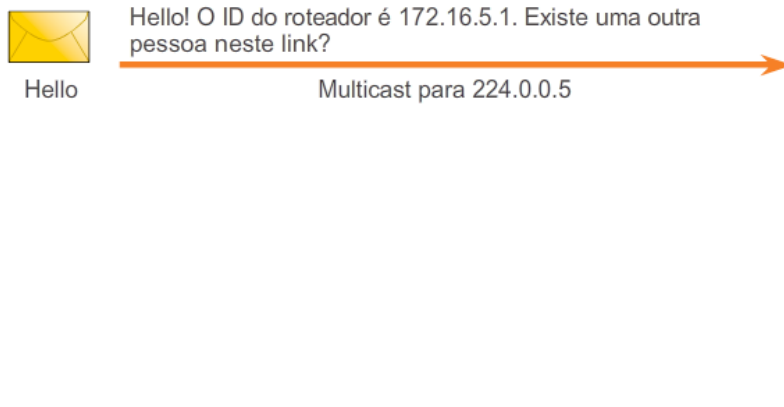 Hello! O ID do roteador é 172.16.5.1. Existe uma outra
pessoa neste link?
Hello
Multicast para 224.0.0.5